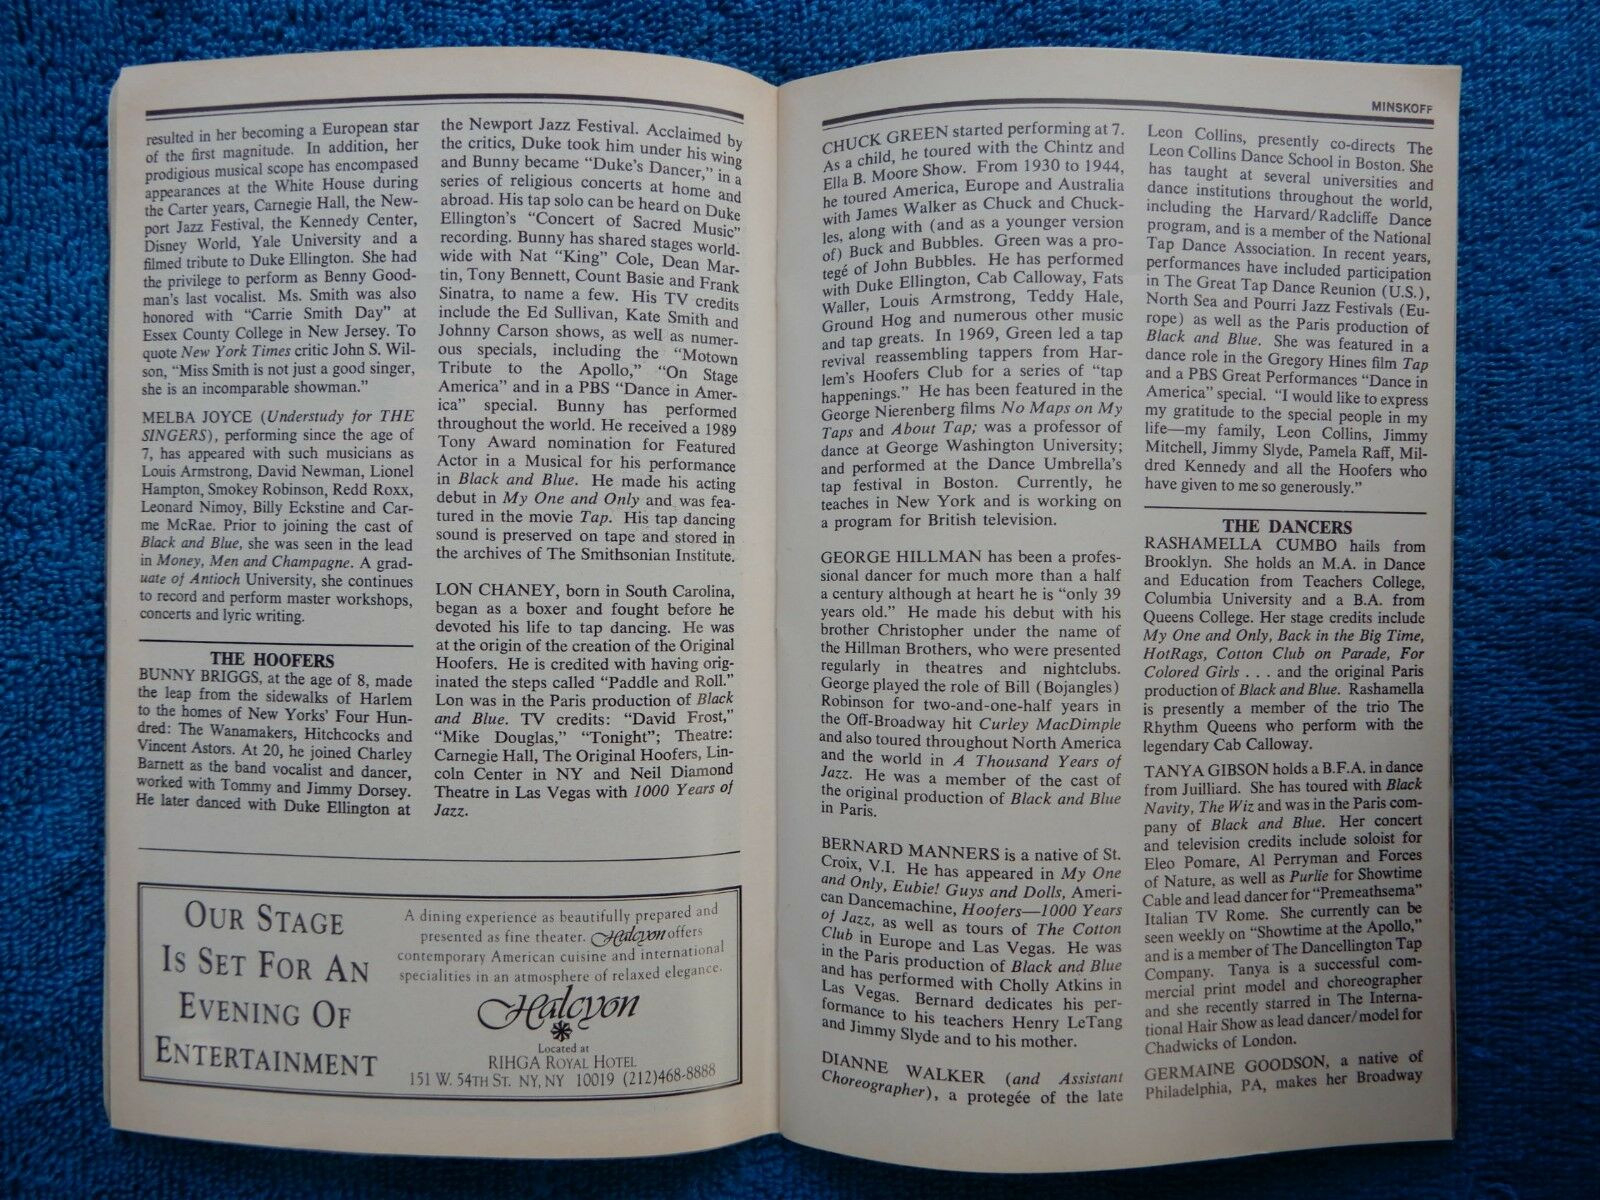 resulted in her becoming a European star
of the first magnitude. In addition, her
prodigious musical scope has encompased
appearances at the White House during
the Carter years, Carnegie Hall, the New-
port Jazz Festival, the Kennedy Center,
Disney World, Yale University and a
filmed tribute to Duke Ellington. She had
the privilege to perform as Benny Good-
man's last vocalist. Ms. Smith was also
honored with "Carrie Smith Day" at
Essex County College in New Jersey. To
quote New York Times critic John S. Wil-
son, "Miss Smith is not just a good singer,
she is an incomparable showman."
MELBA JOYCE (Understudy for THE
SINGERS), performing since the age of
7, has appeared with such musicians as
Louis Armstrong, David Newman, Lionel
Hampton, Smokey Robinson, Redd Roxx,
Leonard Nimoy, Billy Eckstine and Car-
me McRae. Prior to joining the cast of
Black and Blue, she was seen in the lead
in Money, Men and Champagne. A grad-
uate of Antioch University, she continues
to record and perform master workshops,
concerts and lyric writing.
THE HOOFERS
BUNNY BRIGGS, at the age of 8, made
the leap from the sidewalks of Harlem
to the homes of New Yorks' Four Hun-
dred: The Wanamakers, Hitchcocks and
Vincent Astors. At 20, he joined Charley
Barnett as the band vocalist and dancer,
worked with Tommy and Jimmy Dorsey.
He later danced with Duke Ellington at
the Newport Jazz Festival. Acclaimed by
the critics, Duke took him under his wing
and Bunny became "Duke's Dancer," in a
series of religious concerts at home and
abroad. His tap solo can be heard on Duke
Ellington's "Concert of Sacred Music"
recording. Bunny has shared stages world-
wide with Nat "King" Cole, Dean Mar-
tin, Tony Bennett, Count Basie and Frank
Sinatra, to name a few. His TV credits
include the Ed Sullivan, Kate Smith and
Johnny Carson shows, as well as numer-
ous specials, including the "Motown
Tribute to the Apollo," "On Stage
America" and in a PBS "Dance in Amer-
ica" special. Bunny has performed
throughout the world. He received a 1989
Tony Award nomination for Featured
Actor in a Musical for his performance
in Black and Blue. He made his acting
debut in My One and Only and was fea-
tured in the movie Tap. His tap dancing
sound is preserved on tape and stored in
the archives of The Smithsonian Institute.
LON CHANEY, born in South Carolina,
began as a boxer and fought before he
devoted his life to tap dancing. He was
at the origin of the creation of the Original
Hoofers. He is credited with having orig-
inated the steps called "Paddle and Roll."
Lon was in the Paris production of Black
and Blue. TV credits: "David Frost,"
"Mike Douglas," "Tonight"; Theatre:
Carnegie Hall, The Original Hoofers, Lin-
coln Center in NY and Neil Diamond
Theatre in Las Vegas with 1000 Years of
Jazz.
OUR STAGE
IS SET FOR AN
EVENING OF
ENTERTAINMENT
A dining experience as beautifully prepared and
presented as fine theater. Halcyon offers
contemporary American cuisine and international
specialities in an atmosphere of relaxed elegance.
Halcyon
Located at
RIHGA ROYAL HOTEL
151 W. 54TH ST. NY, NY 10019 (212)468-8888
MINSKOFF
CHUCK GREEN started performing at 7.
As a child, he toured with the Chintz and
Ella B. Moore Show. From 1930 to 1944,
he toured America, Europe and Australia
with James Walker as Chuck and Chuck-
les, along with (and as a younger version
of) Buck and Bubbles. Green was a pro-
tegé of John Bubbles. He has performed
with Duke Ellington, Cab Calloway, Fats
Waller, Louis Armstrong, Teddy Hale,
Ground Hog and numerous other music
and tap greats. In 1969, Green led a tap
revival reassembling tappers from Har-
lem's Hoofers Club for a series of "tap
happenings." He has been featured in the
George Nierenberg films No Maps on My
Taps and About Tap; was a professor of
dance at George Washington University;
and performed at the Dance Umbrella's
tap festival in Boston. Currently, he
teaches in New York and is working on
a program for British television.
GEORGE HILLMAN has been a profes-
sional dancer for much more than a half
a century although at heart he is "only 39
years old." He made his debut with his
brother Christopher under the name of
the Hillman Brothers, who were presented
regularly in theatres and nightclubs.
George played the role of Bill (Bojangles)
Robinson for two-and-one-half years in
the Off-Broadway hit Curley MacDimple
and also toured throughout North America
and the world in A Thousand Years of
Jazz. He was a member of the cast of
the original production of Black and Blue
in Paris.
BERNARD MANNERS is a native of St.
Croix, V.I. He has appeared in My One
and Only, Eubie! Guys and Dolls, Ameri-
can Dancemachine, Hoofers—1000 Years
of Jazz, as well as tours of The Cotton
Club in Europe and Las Vegas. He was
in the Paris production of Black and Blue
and has performed with Cholly Atkins in
Las Vegas. Bernard dedicates his per-
formance to his teachers Henry LeTang
and Jimmy Slyde and to his mother.
DIANNE WALKER (and Assistant
Choreographer), a protegée of the late
Leon Collins, presently co-directs The
Leon Collins Dance School in Boston. She
has taught at several universities and
dance institutions throughout the world,
including the Harvard/Radcliffe Dance
program, and is a member of the National
Tap Dance Association. In recent years,
performances have included participation
in The Great Tap Dance Reunion (U.S.),
North Sea and Pourri Jazz Festivals (Eu-
rope) as well as the Paris production of
Black and Blue. She was featured in a
dance role in the Gregory Hines film Tap
and a PBS Great Performances "Dance in
America" special. "I would like to express
my gratitude to the special people in my
life—my family, Leon Collins, Jimmy
Mitchell, Jimmy Slyde, Pamela Raff, Mil-
dred Kennedy and all the Hoofers who
have given to me so generously."
THE DANCERS
RASHAMELLA CUMBO hails from
Brooklyn. She holds an M.A. in Dance
and Education from Teachers College,
Columbia University and a B.A. from
Queens College. Her stage credits include
My One and Only, Back in the Big Time,
HotRags, Cotton Club on Parade, For
Colored Girls . . . and the original Paris
production of Black and Blue. Rashamella
is presently a member of the trio The
Rhythm Queens who perform with the
legendary Cab Calloway.
TANYA GIBSON holds a B.F.A. in dance
from Juilliard. She has toured with Black
Navity, The Wiz and was in the Paris com-
pany of Black and Blue. Her concert
and television credits include soloist for
Eleo Pomare, Al Perryman and Forces
of Nature, as well as Purlie for Showtime
Cable and lead dancer for "Premeathsema"
Italian TV Rome. She currently can be
seen weekly on "Showtime at the Apollo,"
and is a member of The Dancellington Tap
Company. Tanya is a successful com-
mercial print model and choreographer
and she recently starred in The Interna-
tional Hair Show as lead dancer/model for
Chadwicks of London.
GERMAINE GOODSON, a native of
Philadelphia, PA, makes her Broadway